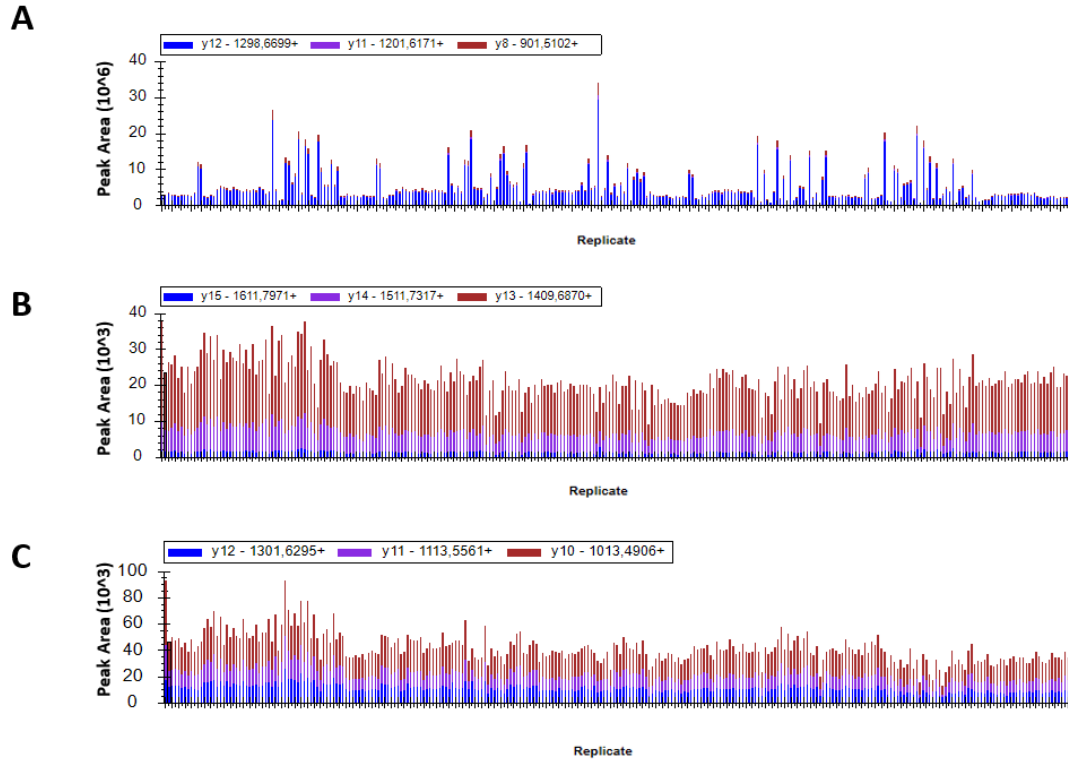 A
y12 - 1298,6699+ y11 - 1201,6171+ y8 - 901,5102+
Peak Area (10^6)
40
30
20
10
0
Replicate
B
y15 - 1611,7971+ y14 - 1511,7317+ y13 - 1409,6870+
Peak Area (10^3)
40
30
20
10
0
Replicate
C
y12 - 1301,6295+ y11 - 1113,5561+ y10 - 1013,4906+
Peak Area (10^3)
100
80
60
40
20
0
Replicate